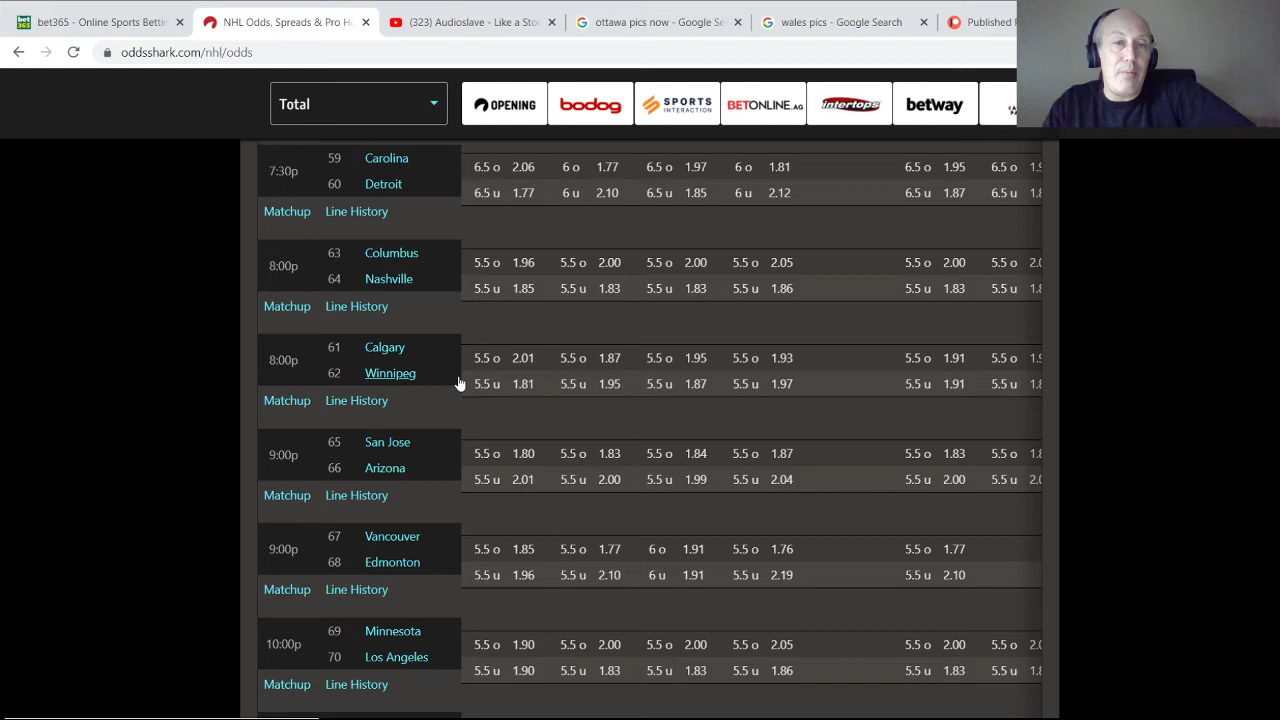 bet365 - Online Sports Bettin
NHL Odds, Spreads & Pro Ho
(323) Audioslave - Like a Sto
ottawa pics now - Google S
wales pics - Google Search
Published P
oddsshark.com/nhl/odds
Total OPENING bodog SPORTS INTERACTION BETONLINE.AG Intertops betway
59 Carolina 6.5 o 2.06 6 o 1.77 6.5 o 1.97 6 o 1.81 6.5 o 1.95 6.5 o
7:30p
60 Detroit 6.5 u 1.77 6 u 2.10 6.5 u 1.85 6 u 2.12 6.5 u 1.87 6.5 u
Matchup Line History
63 Columbus 5.5 o 1.96 5.5 o 2.00 5.5 o 2.00 5.5 o 2.05 5.5 o 2.00 5.5 o
8:00p
64 Nashville 5.5 u 1.85 5.5 u 1.83 5.5 u 1.83 5.5 u 1.86 5.5 u 1.83 5.5 u
Matchup Line History
61 Calgary 5.5 o 2.01 5.5 o 1.87 5.5 o 1.95 5.5 o 1.93 5.5 o 1.91 5.5 o
8:00p
62 Winnipeg 5.5 u 1.81 5.5 u 1.95 5.5 u 1.87 5.5 u 1.97 5.5 u 1.91 5.5 u
Matchup Line History
65 San Jose 5.5 o 1.80 5.5 o 1.83 5.5 o 1.84 5.5 o 1.87 5.5 o 1.83 5.5 o
9:00p
66 Arizona 5.5 u 2.01 5.5 u 2.00 5.5 u 1.99 5.5 u 2.04 5.5 u 2.00 5.5 u
Matchup Line History
67 Vancouver 5.5 o 1.85 5.5 o 1.77 6 o 1.91 5.5 o 1.76 5.5 o 1.77
9:00p
68 Edmonton 5.5 u 1.96 5.5 u 2.10 6 u 1.91 5.5 u 2.19 5.5 u 2.10
Matchup Line History
69 Minnesota 5.5 o 1.90 5.5 o 2.00 5.5 o 2.00 5.5 o 2.05 5.5 o 2.00 5.5 o
10:00p
70 Los Angeles 5.5 u 1.90 5.5 u 1.83 5.5 u 1.83 5.5 u 1.86 5.5 u 1.83 5.5 u
Matchup Line History